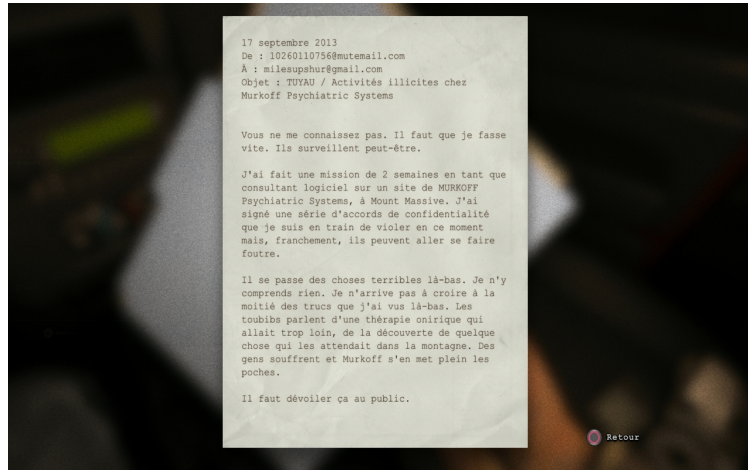 17 septembre 2013
De : 10260110756@mutemail.com
À : milesupshur@gmail.com
Objet : TUYAU / Activités illicites chez
Murkoff Psychiatric Systems
Vous ne me connaissez pas. Il faut que je fasse
vite. Ils surveillent peut-être.
J'ai fait une mission de 2 semaines en tant que
consultant logiciel sur un site de MURKOFF
Psychiatric Systems, à Mount Massive. J'ai
signé une série d'accords de confidentialité
que je suis en train de violer en ce moment
mais, franchement, ils peuvent aller se faire
foutre.
Il se passe des choses terribles là-bas. Je n'y
comprends rien. Je n'arrive pas à croire à la
moitié des trucs que j'ai vus là-bas. Les
toubibs parlent d'une thérapie onirique qui
allait trop loin, de la découverte de quelque
chose qui les attendait dans la montagne. Des
gens souffrent et Murkoff s'en met plein les
poches.
Il faut dévoiler ça au public.
Retour